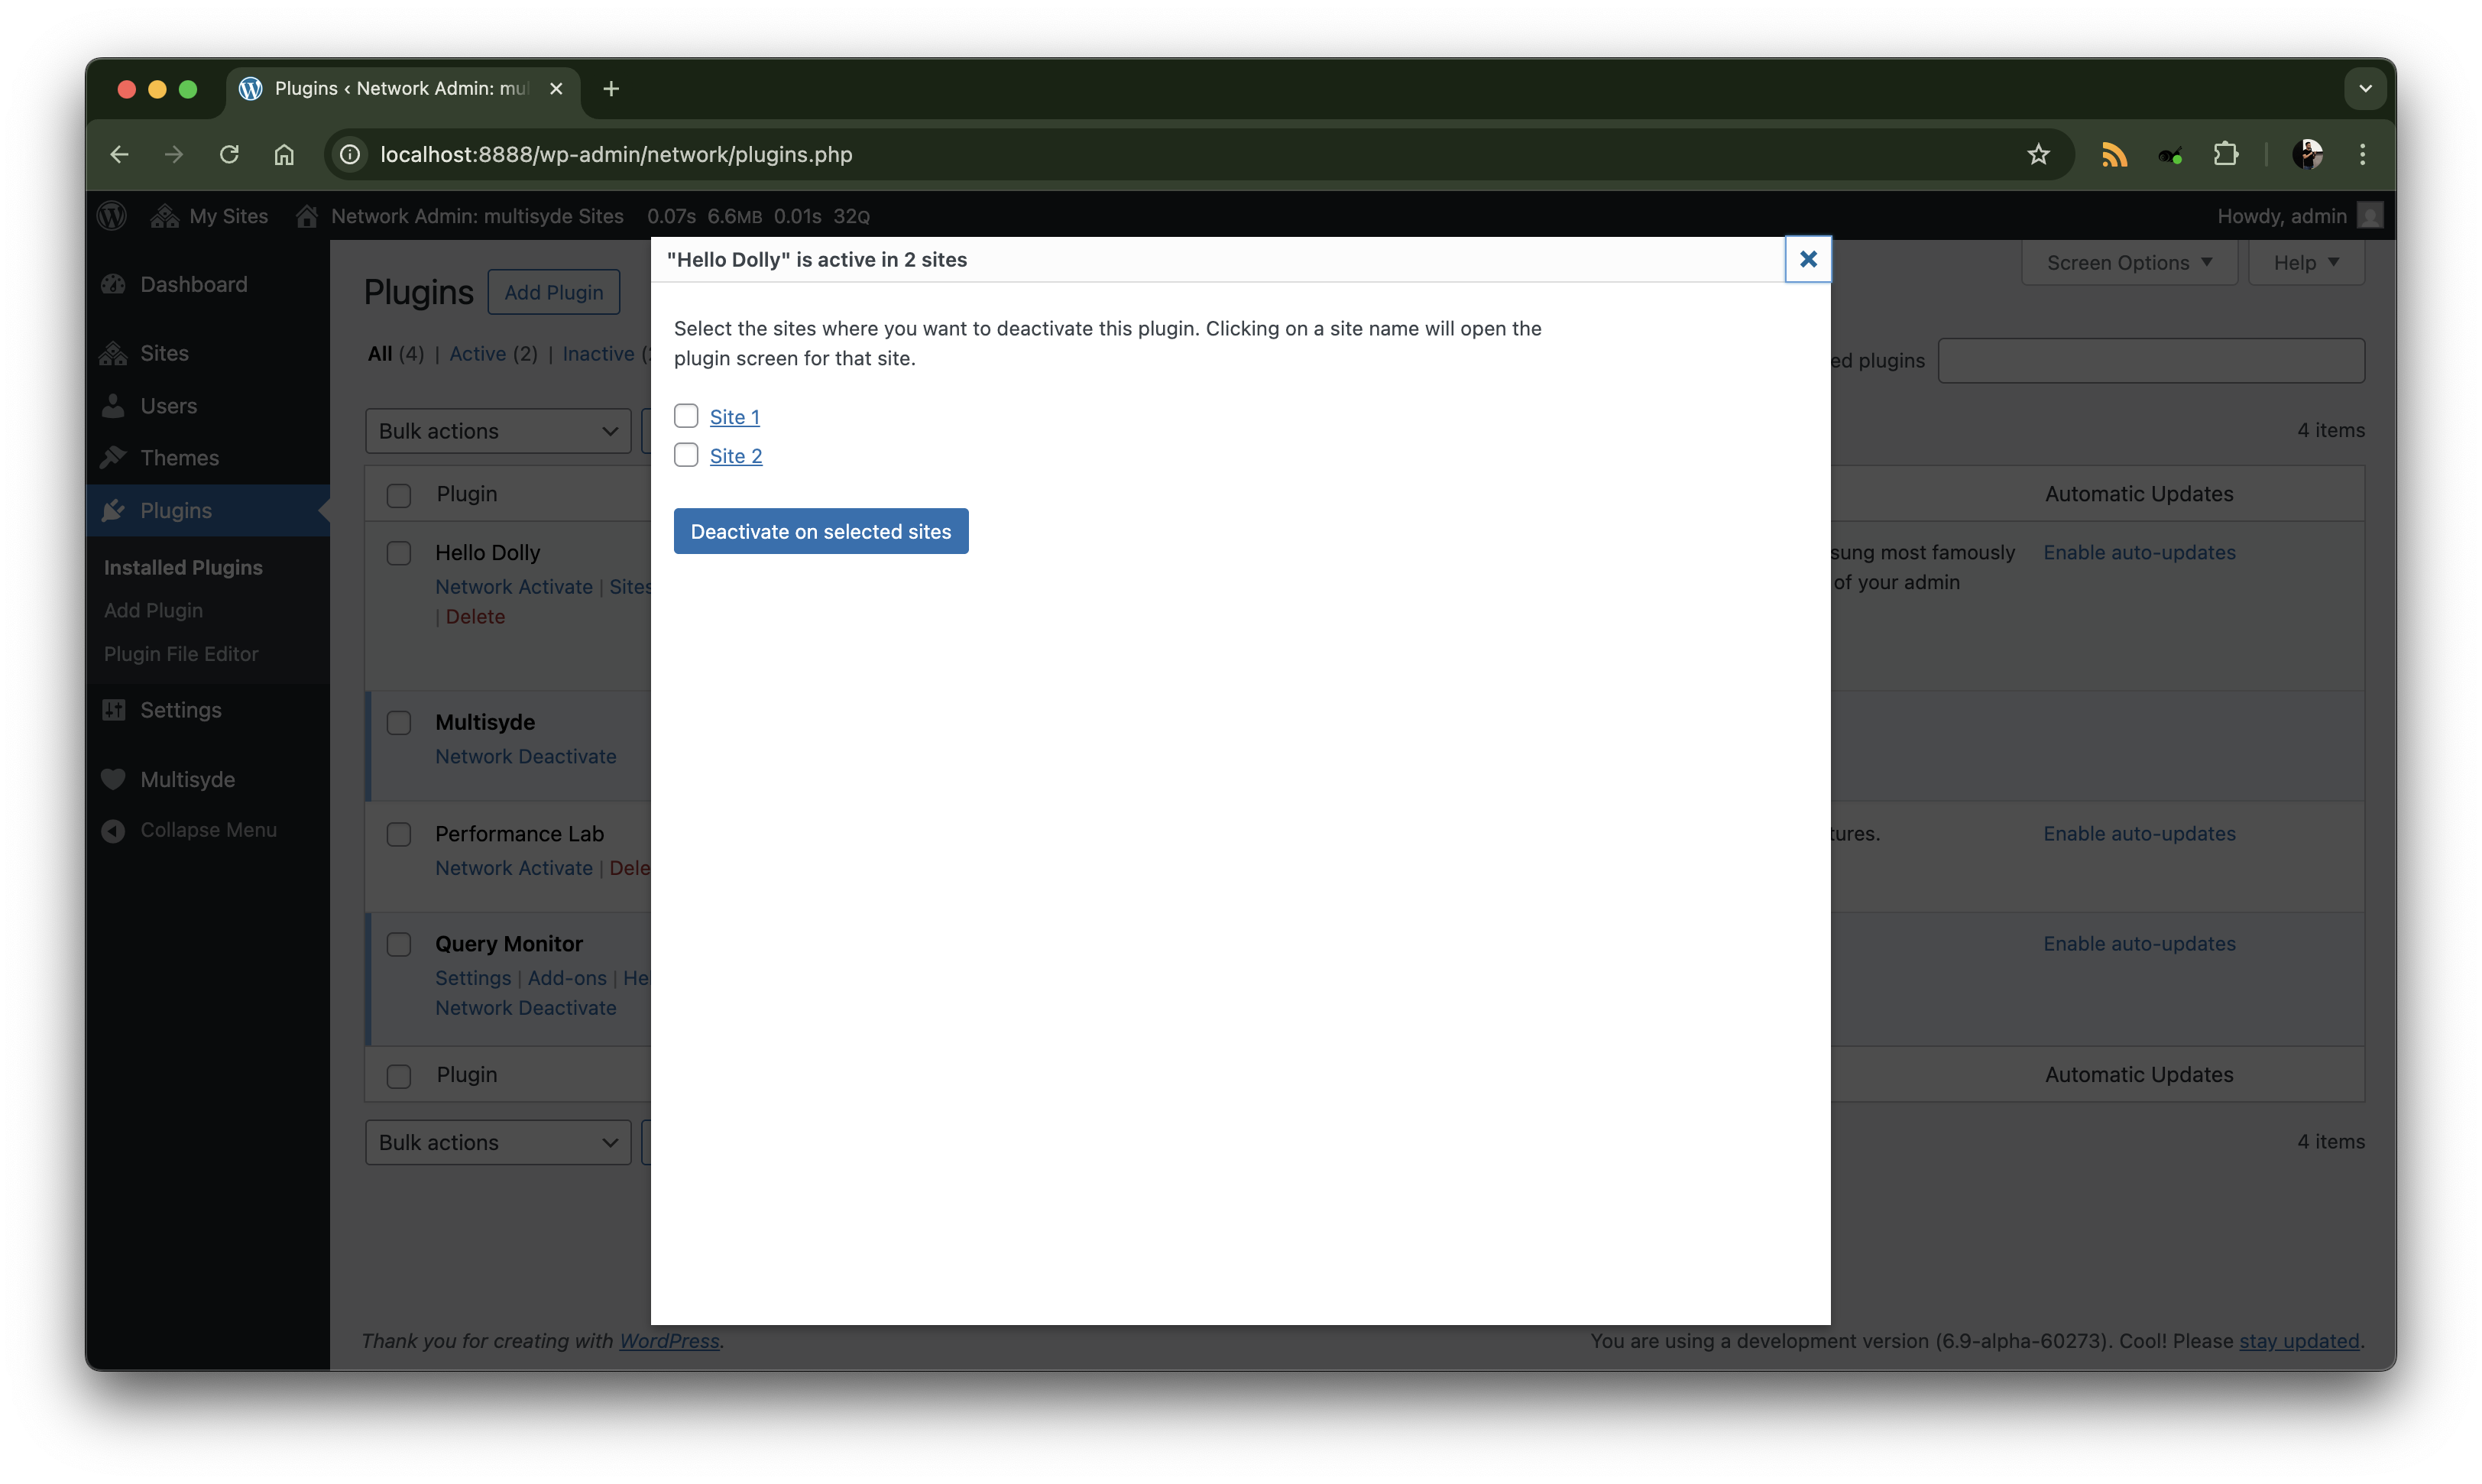 Plugins ‹ Network Admin: mu
localhost:8888/wp-admin/network/plugins.php
My Sites Network Admin: multisyde Sites 0.07s 6.6MB 0.01s 32Q Howdy, admin
"Hello Dolly" is active in 2 sites
Select the sites where you want to deactivate this plugin. Clicking on a site name will open the
plugin screen for that site.
Site 1
Site 2
Deactivate on selected sites
Dashboard
Sites
Users
Themes
Plugins
Installed Plugins
Add Plugin
Plugin File Editor
Settings
Multisyde
Collapse Menu
Screen Options Help
Plugins Add Plugin
All (4) | Active (2) | Inactive (
ed plugins
Bulk actions 4 items
Plugin Automatic Updates
Hello Dolly sung most famously Enable auto-updates
of your admin
Network Activate | Sites
| Delete
Multisyde
Network Deactivate
Performance Lab tures. Enable auto-updates
Network Activate | Dele
Query Monitor Enable auto-updates
Settings | Add-ons | He
Network Deactivate
Plugin Automatic Updates
Bulk actions 4 items
Thank you for creating with WordPress. You are using a development version (6.9-alpha-60273). Cool! Please stay updated.